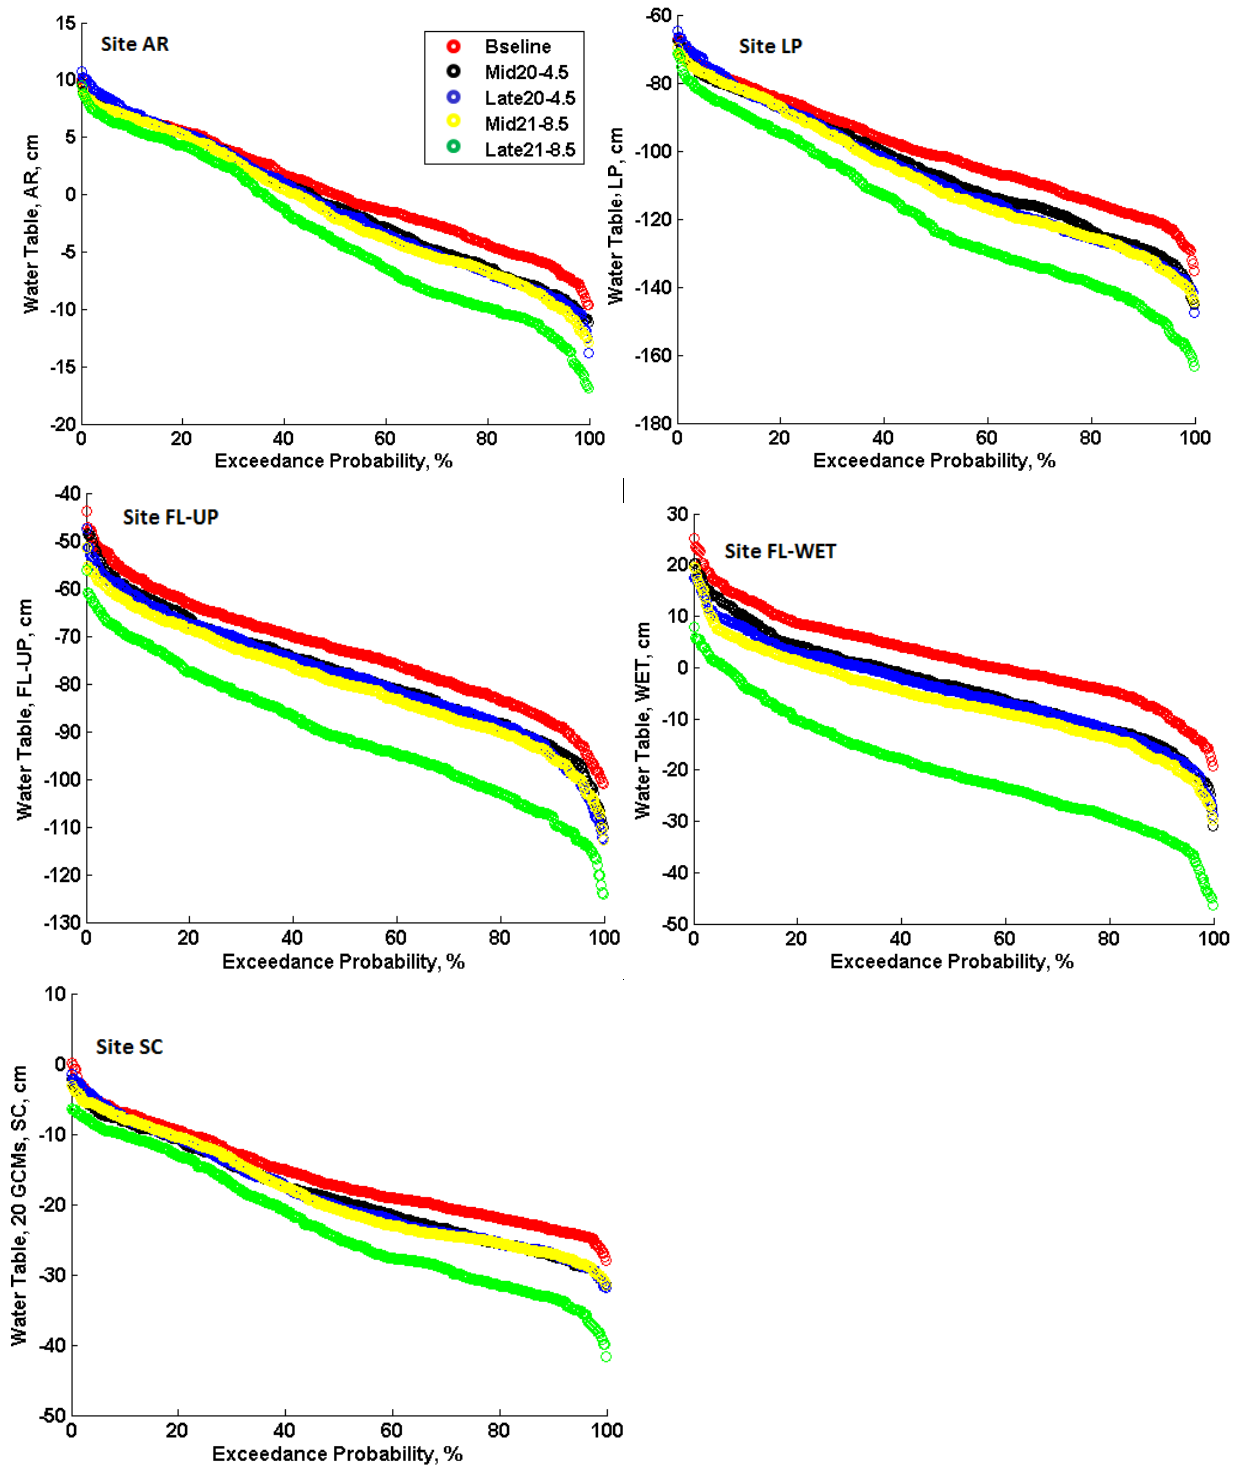 Site AR
Bseline
Mid20-4.5
Late20-4.5
Mid21-8.5
Late21-8.5
Water Table, AR, cm
15
10
5
0
-5
-10
-15
-20
0 20 40 60 80 100
Exceedance Probability, %
Site LP
Water Table, LP, cm
-60
-80
-100
-120
-140
-160
-180
0 20 40 60 80 100
Exceedance Probability, %
Site FL-UP
Water Table, FL-UP, cm
-40
-50
-60
-70
-80
-90
-100
-110
-120
-130
0 20 40 60 80 100
Exceedance Probability, %
Site FL-WET
Water Table, WET, cm
30
20
10
0
-10
-20
-30
-40
-50
0 20 40 60 80 100
Exceedance Probability, %
Site SC
Water Table, 20 GCMs, SC, cm
10
0
-10
-20
-30
-40
-50
0 20 40 60 80 100
Exceedance Probability, %